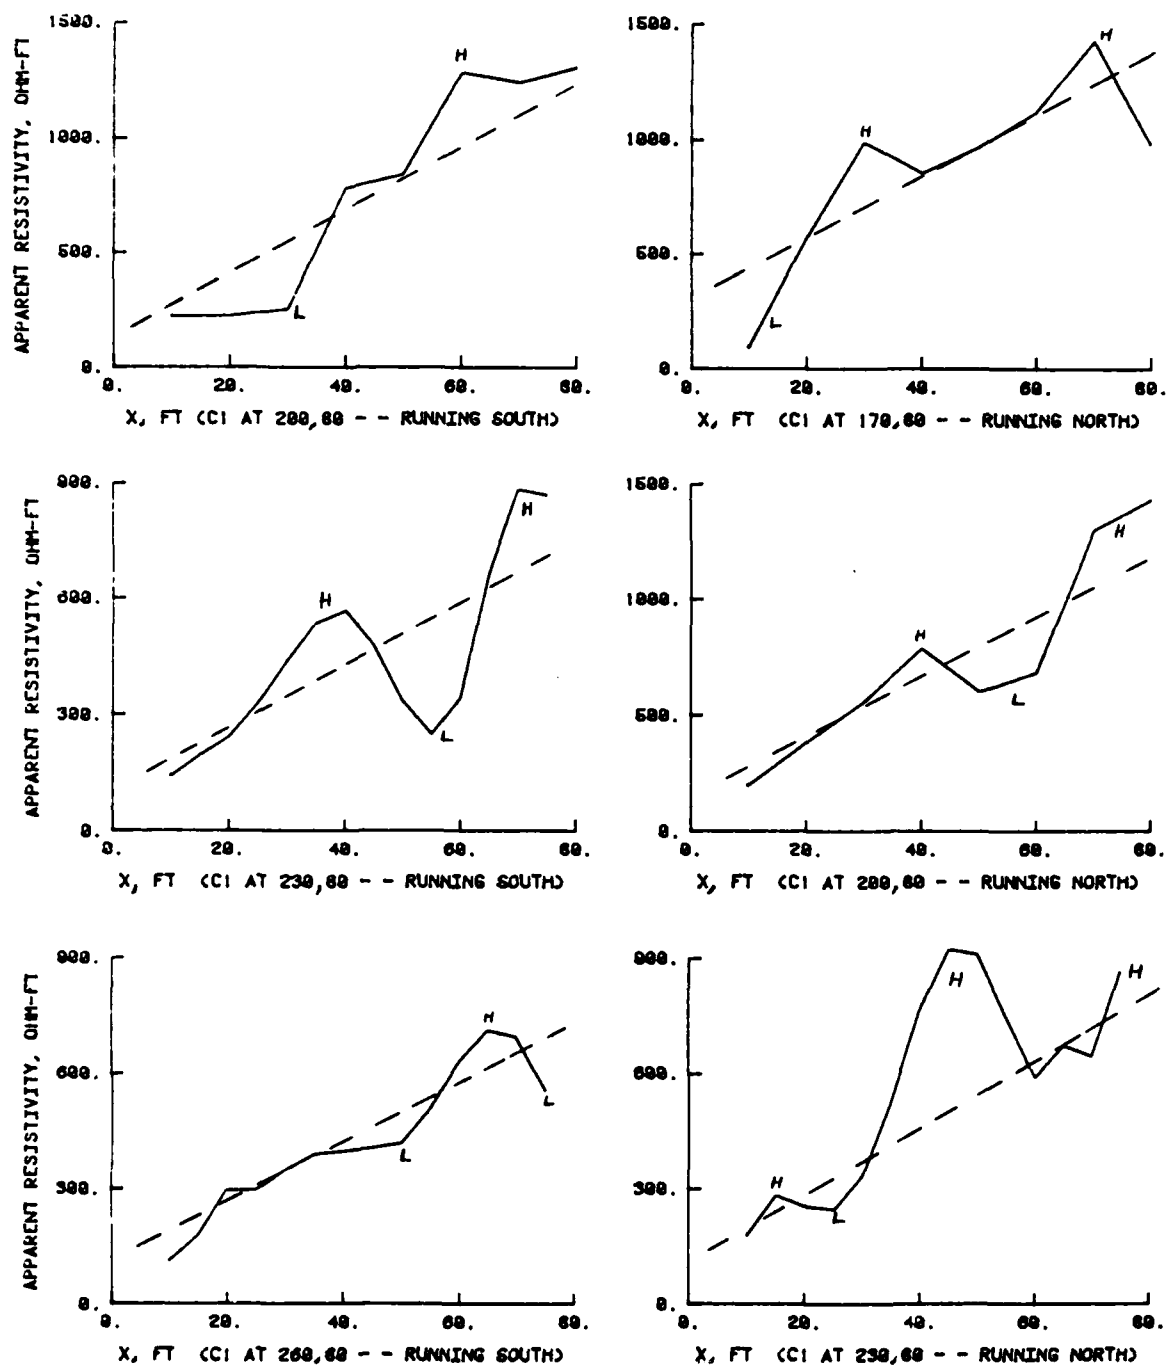 1500.
1000.
500.
0.
APPARENT RESISTIVITY, OHM-FT
H
L
0. 20. 40. 60. 80.
X, FT (C1 AT 200,80 - - RUNNING SOUTH)
1500.
1000.
500.
0.
H
H
L
0. 20. 40. 60. 80.
X, FT (C1 AT 170,80 - - RUNNING NORTH)
900.
600.
300.
0.
APPARENT RESISTIVITY, OHM-FT
H
H
L
0. 20. 40. 60. 80.
X, FT (C1 AT 230,80 - - RUNNING SOUTH)
1500.
1000.
500.
0.
H
H
L
0. 20. 40. 60. 80.
X, FT (C1 AT 200,80 - - RUNNING NORTH)
900.
600.
300.
0.
APPARENT RESISTIVITY, OHM-FT
H
L
L
0. 20. 40. 60. 80.
X, FT (C1 AT 260,80 - - RUNNING SOUTH)
900.
600.
300.
0.
H
H
H
L
0. 20. 40. 60. 80.
X, FT (C1 AT 230,80 - - RUNNING NORTH)